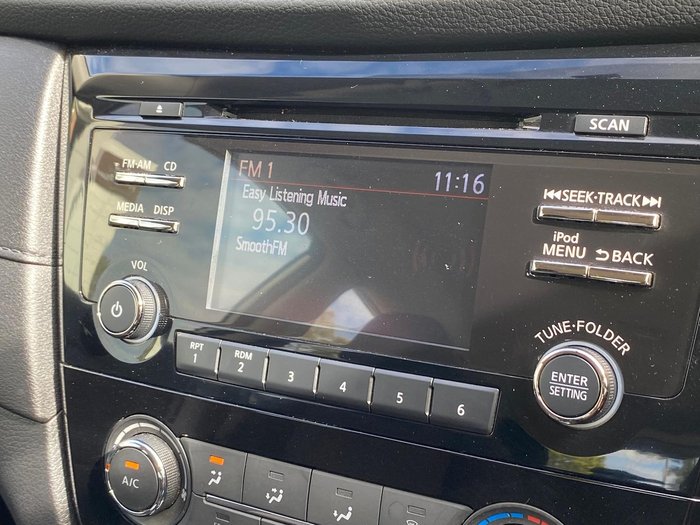 SCAN
FM·AM CD
MEDIA DISP
VOL
FM 1 11:16
Easy Listening Music
95.30
SmoothFM
SEEK·TRACK
iPod
MENU BACK
TUNE·FOLDER
ENTER
SETTING
RPT
1
RDM
2
3
4
5
6
A/C